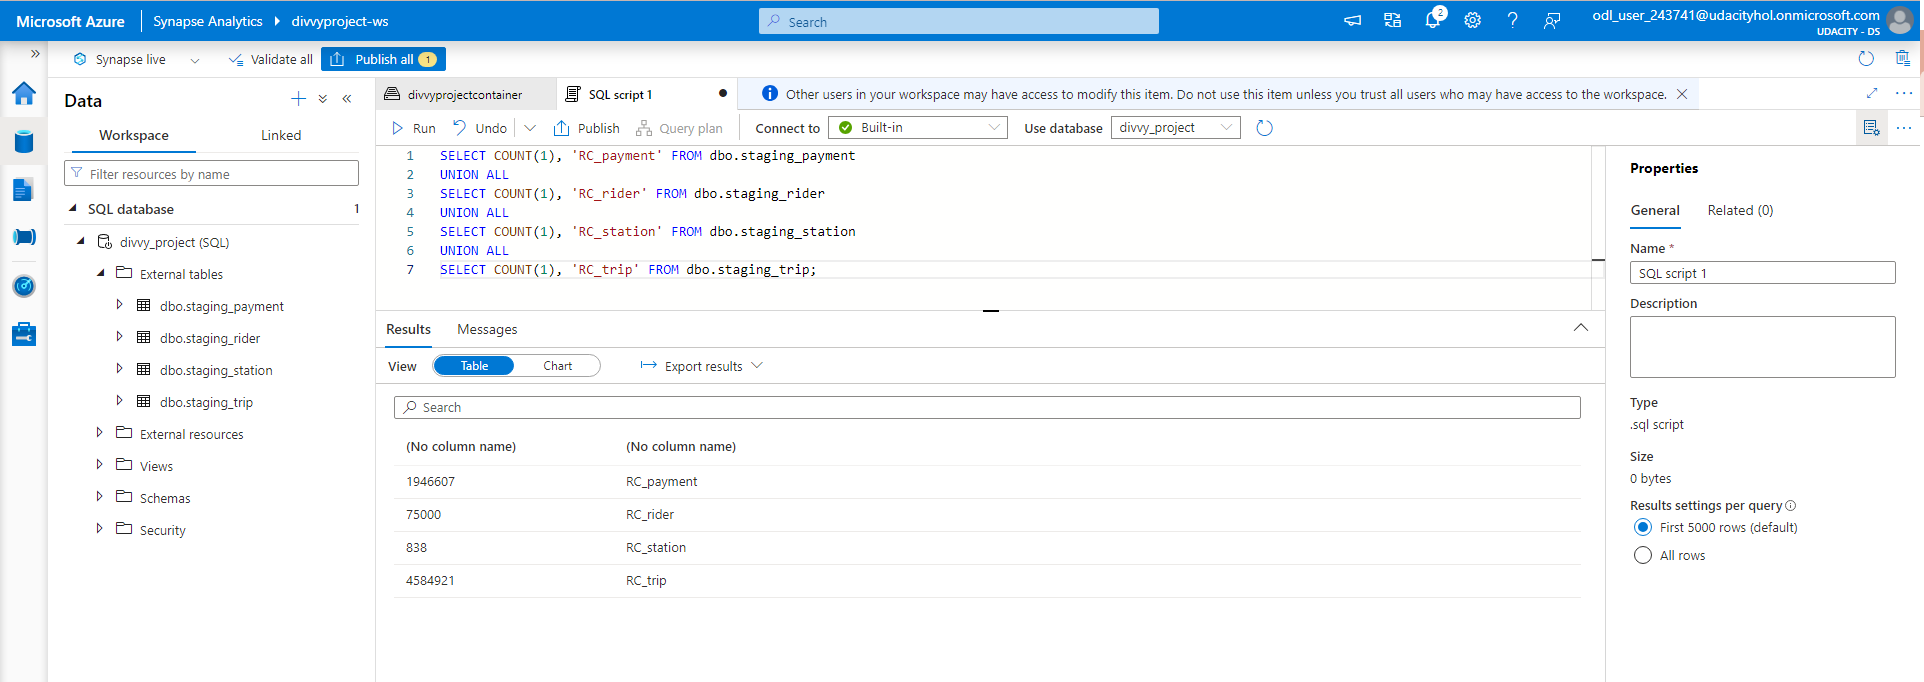 Microsoft Azure
Synapse Analytics
divvyproject-ws
Search
2
odl_user_243741@udacityhol.onmicrosoft.com
UDACITY - DS
Synapse live
Validate all
Publish all 1
Data
Workspace
Linked
Filter resources by name
SQL database
1
divvy_project (SQL)
External tables
dbo.staging_payment
dbo.staging_rider
dbo.staging_station
dbo.staging_trip
External resources
Views
Schemas
Security
divvyprojectcontainer
SQL script 1
Other users in your workspace may have access to modify this item. Do not use this item unless you trust all users who may have access to the workspace.
Run
Undo
Publish
Query plan
Connect to
Built-in
Use database
divvy_project
1 SELECT COUNT(1), 'RC_payment' FROM dbo.staging_payment
2 UNION ALL
3 SELECT COUNT(1), 'RC_rider' FROM dbo.staging_rider
4 UNION ALL
5 SELECT COUNT(1), 'RC_station' FROM dbo.staging_station
6 UNION ALL
7 SELECT COUNT(1), 'RC_trip' FROM dbo.staging_trip;
Results
Messages
View
Table
Chart
Export results
Search
(No column name) (No column name)
1946607 RC_payment
75000 RC_rider
838 RC_station
4584921 RC_trip
Properties
General
Related (0)
Name *
SQL script 1
Description
Type
.sql script
Size
0 bytes
Results settings per query
First 5000 rows (default)
All rows